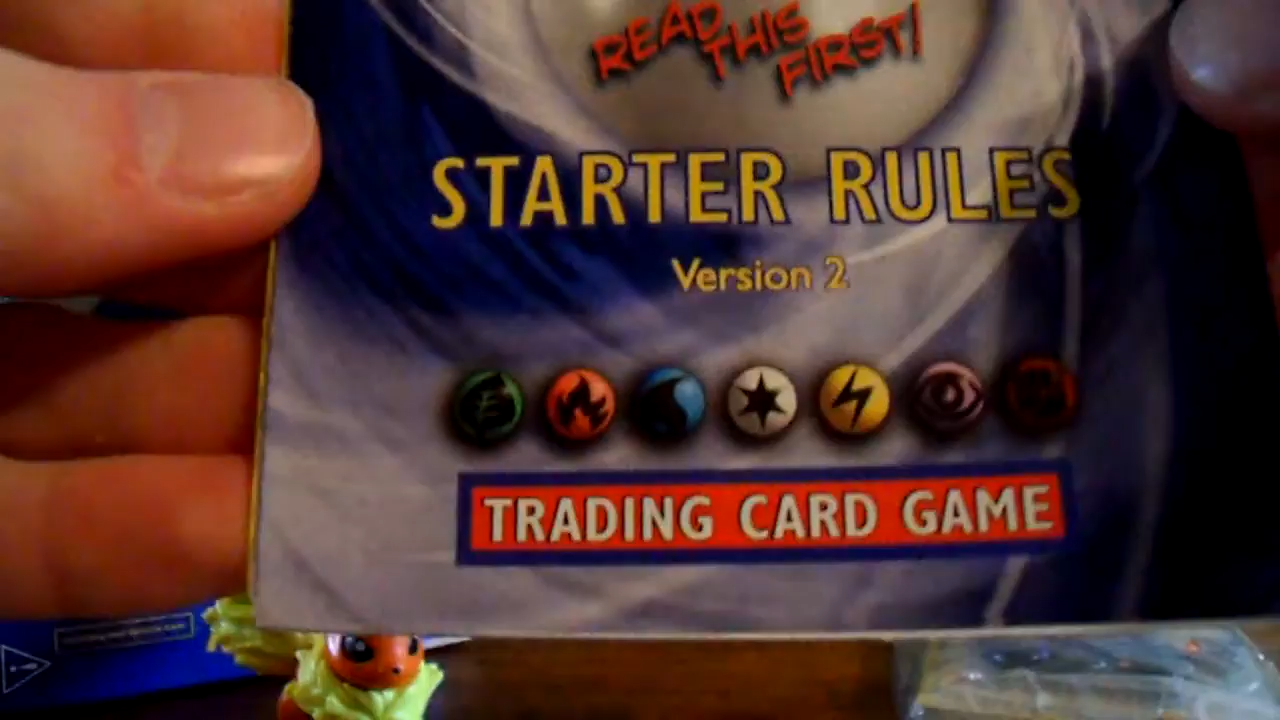 READ THIS FIRST!
STARTER RULES
Version 2
TRADING CARD GAME